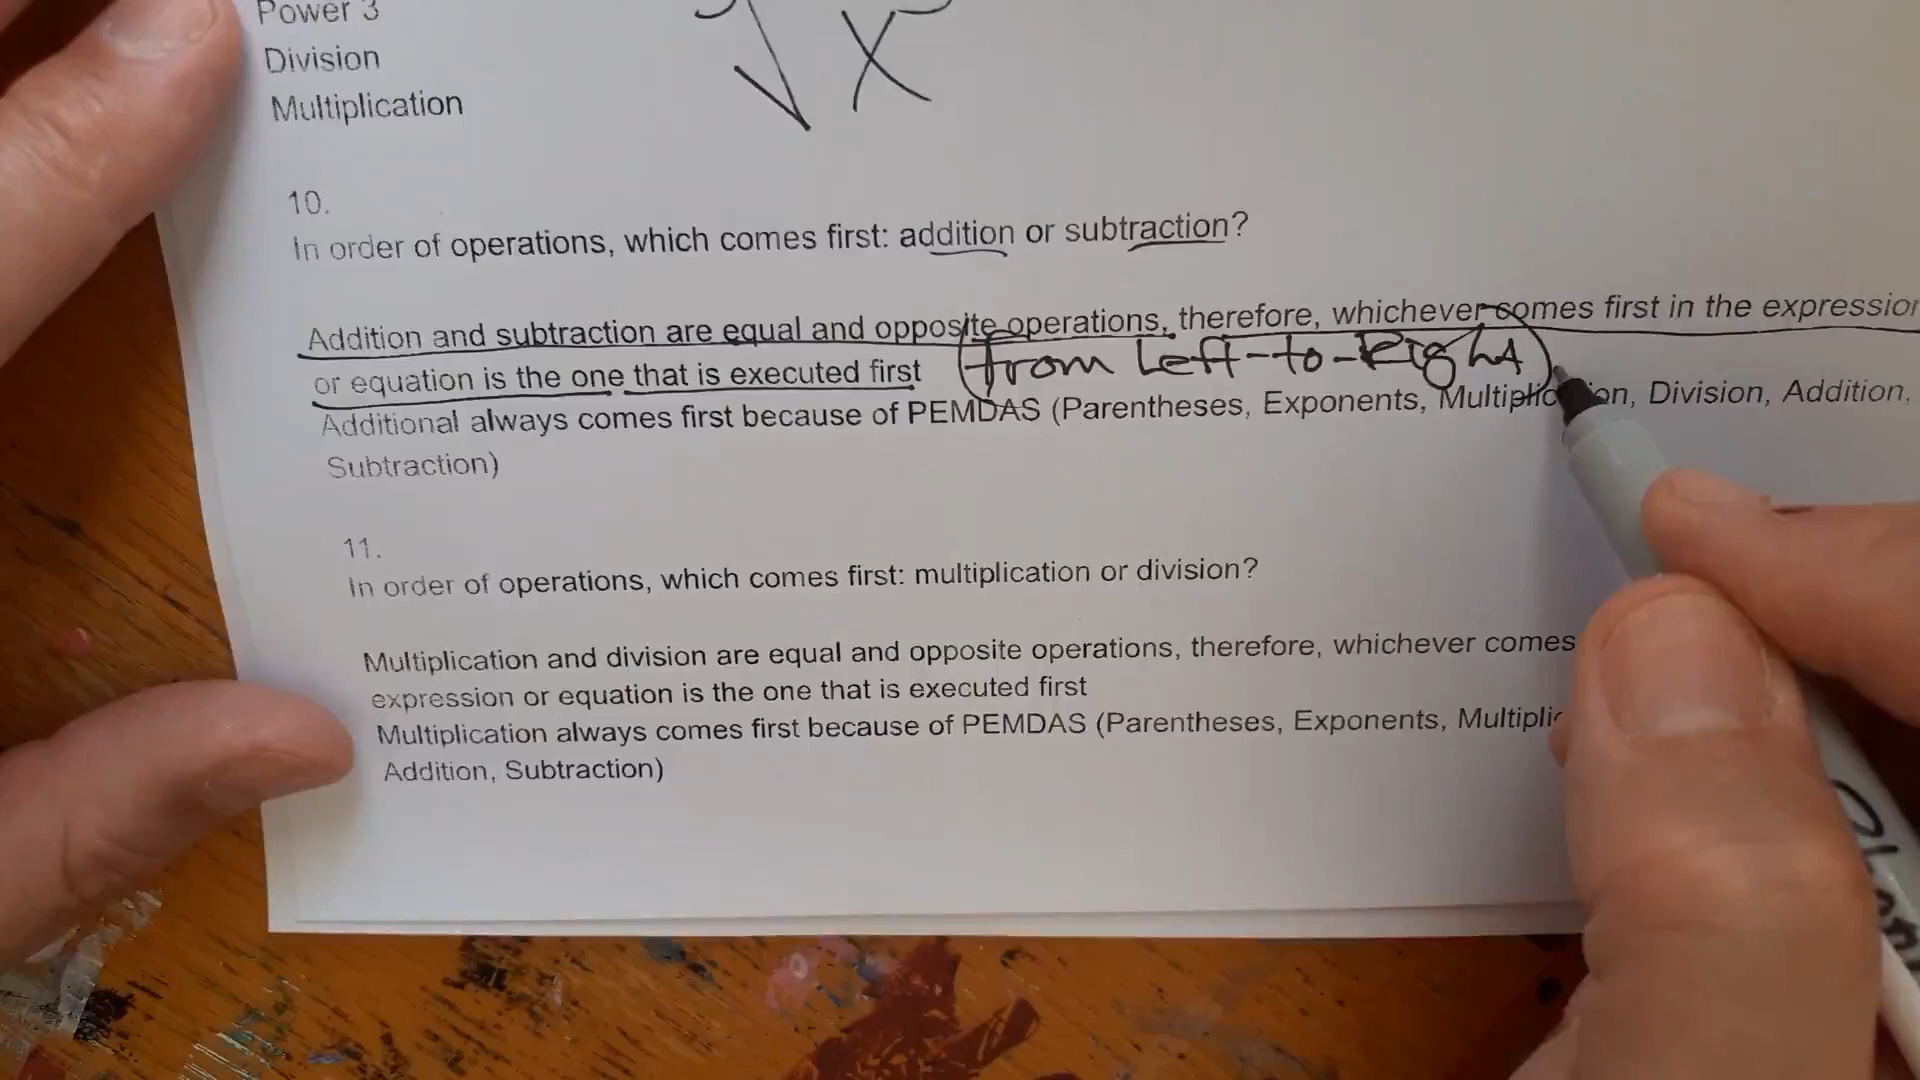 Power 3
Division
Multiplication
√x
10.
In order of operations, which comes first: addition or subtraction?
Addition and subtraction are equal and opposite operations, therefore, whichever comes first in the expression
or equation is the one that is executed first
(from Left-to-Right)
Additional always comes first because of PEMDAS (Parentheses, Exponents, Multiplication, Division, Addition,
Subtraction)
11.
In order of operations, which comes first: multiplication or division?
Multiplication and division are equal and opposite operations, therefore, whichever comes
expression or equation is the one that is executed first
Multiplication always comes first because of PEMDAS (Parentheses, Exponents,
Addition, Subtraction)